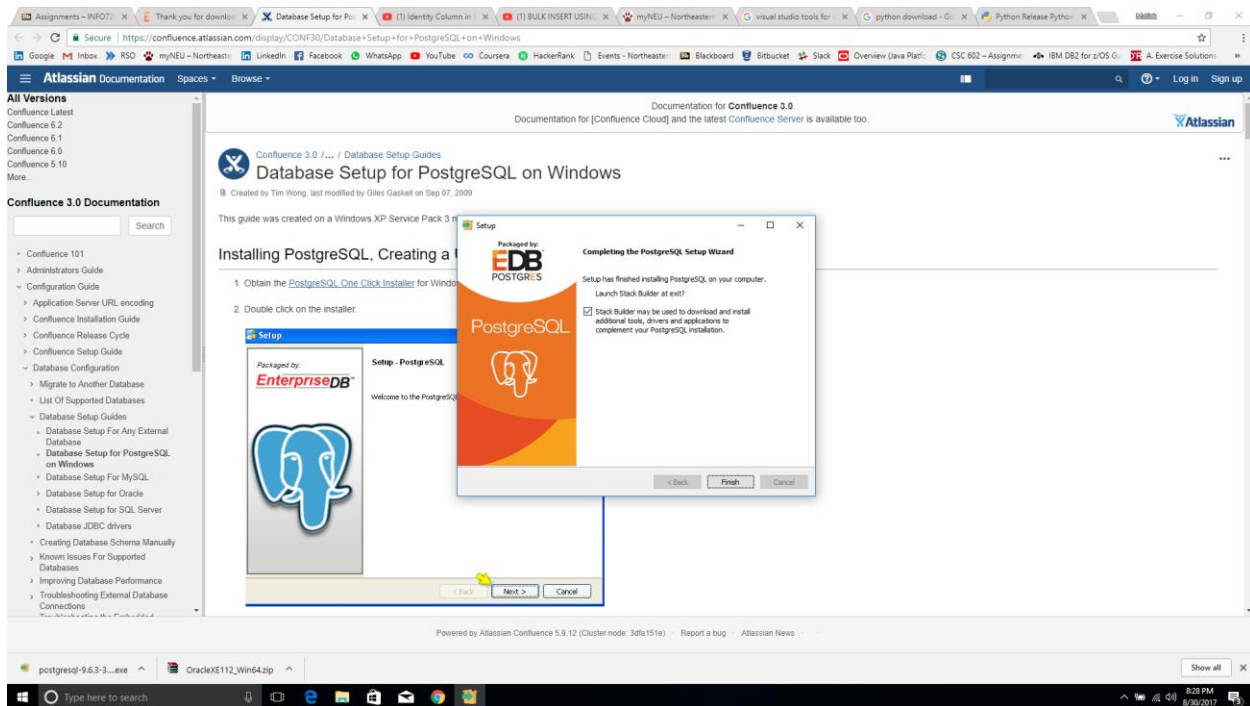 Assignments – INFO72
Thank you for downloa
Database Setup for Pos
(1) Identity Column in
(1) BULK INSERT USING
myNEU – Northeastern
visual studio tools for
python download - Go
Python Release Python
Secure | https://confluence.atlassian.com/display/CONF30/Database+Setup+for+PostgreSQL+on+Windows
Google M Inbox RSO myNEU – Northeaste LinkedIn Facebook WhatsApp YouTube Coursera HackerRank Events - Northeaster Blackboard Bitbucket Slack Overview (Java Platfo CSC 602 – Assignme IBM DB2 for z/OS Gu A. Exercise Solutions »
Atlassian Documentation Spaces Browse Log in Sign up
All Versions
Confluence Latest
Confluence 6.2
Confluence 6.1
Confluence 6.0
Confluence 5.10
More...
Confluence 3.0 Documentation
Search
Confluence 101
Administrators Guide
Configuration Guide
Application Server URL encoding
Confluence Installation Guide
Confluence Release Cycle
Confluence Setup Guide
Database Configuration
Migrate to Another Database
List Of Supported Databases
Database Setup Guides
Database Setup For Any External
Database
Database Setup for PostgreSQL
on Windows
Database Setup For MySQL
Database Setup for Oracle
Database Setup for SQL Server
Database JDBC drivers
Creating Database Schema Manually
Known Issues For Supported
Databases
Improving Database Performance
Troubleshooting External Database
Connections
Documentation for Confluence 3.0.
Documentation for [Confluence Cloud] and the latest Confluence Server is available too.
Atlassian
Confluence 3.0 /... / Database Setup Guides
Database Setup for PostgreSQL on Windows
Created by Tim Wong, last modified by Giles Gaskell on Sep 07, 2009
This guide was created on a Windows XP Service Pack 3 m
Installing PostgreSQL, Creating a U
1. Obtain the PostgreSQL One Click Installer for Windo
2. Double click on the installer.
Setup
Packaged by:
EnterpriseDB™
Setup - PostgreSQL
Welcome to the PostgreSQL
< Back Next > Cancel
Setup
Packaged by:
EDB
POSTGRES
PostgreSQL
Completing the PostgreSQL Setup Wizard
Setup has finished installing PostgreSQL on your computer.
Launch Stack Builder at exit?
Stack Builder may be used to download and install
additional tools, drivers and applications to
complement your PostgreSQL installation.
< Back Finish Cancel
Powered by Atlassian Confluence 5.9.12 (Cluster node: 3dfa151e) · Report a bug · Atlassian News
postgresql-9.6.3-3....exe OracleXE112_Win64.zip Show all
Type here to search
8:28 PM
8/30/2017